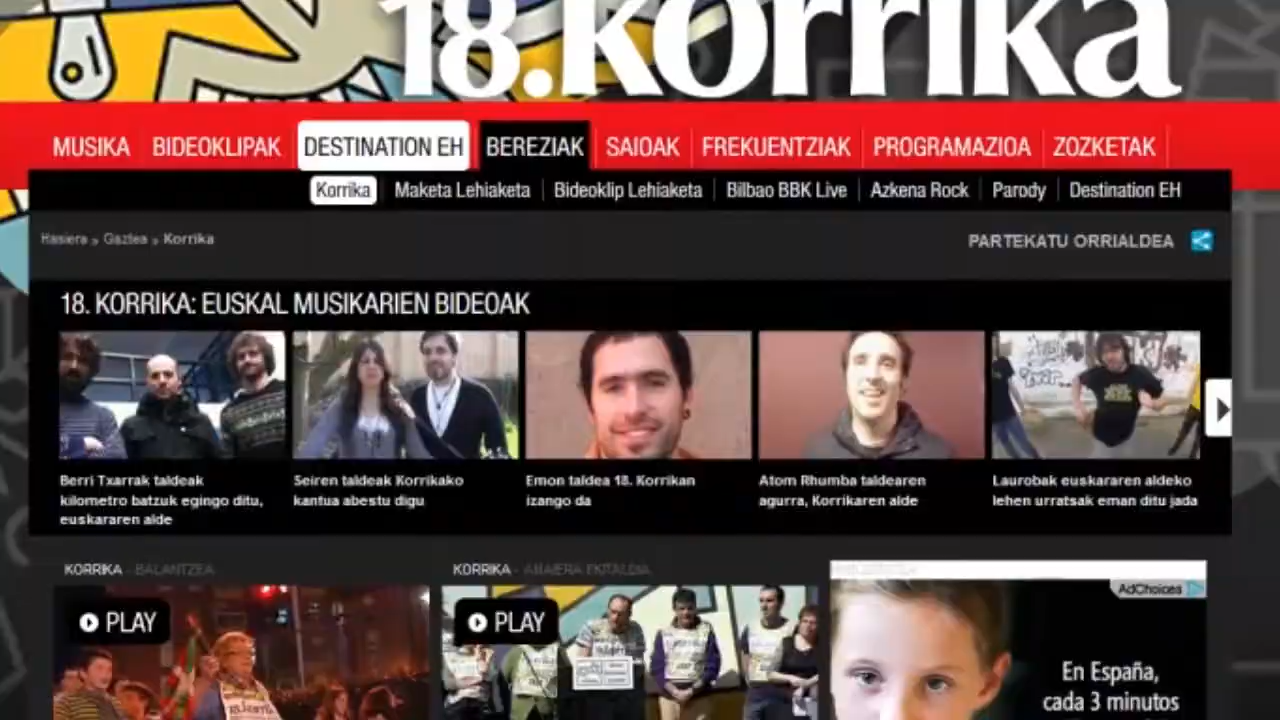 18.korrika
MUSIKA BIDEOKLIPAK DESTINATION EH BEREZIAK SAIOAK FREKUENTZIAK PROGRAMAZIOA ZOZKETAK
Korrika Maketa Lehiaketa Bideoklip Lehiaketa Bilbao BBK Live Azkena Rock Parody Destination EH
Hasiera » Gaztea » Korrika
PARTEKATU ORRIALDEA
18. KORRIKA: EUSKAL MUSIKARIEN BIDEOAK
Berri Txarrak taldeak
kilometro batzuk egingo ditu,
euskararen alde
Seiren taldeak Korrikako
kantua abestu digu
Emon taldea 18. Korrikan
izango da
Atom Rhumba taldearen
agurra, Korrikaren alde
Laurobak euskararen aldeko
lehen urratsak eman ditu jada
KORRIKA - BALANTZEA
PLAY
KORRIKA - AMAIERA EKITALDIA
PLAY
AdChoices
En España,
cada 3 minutos